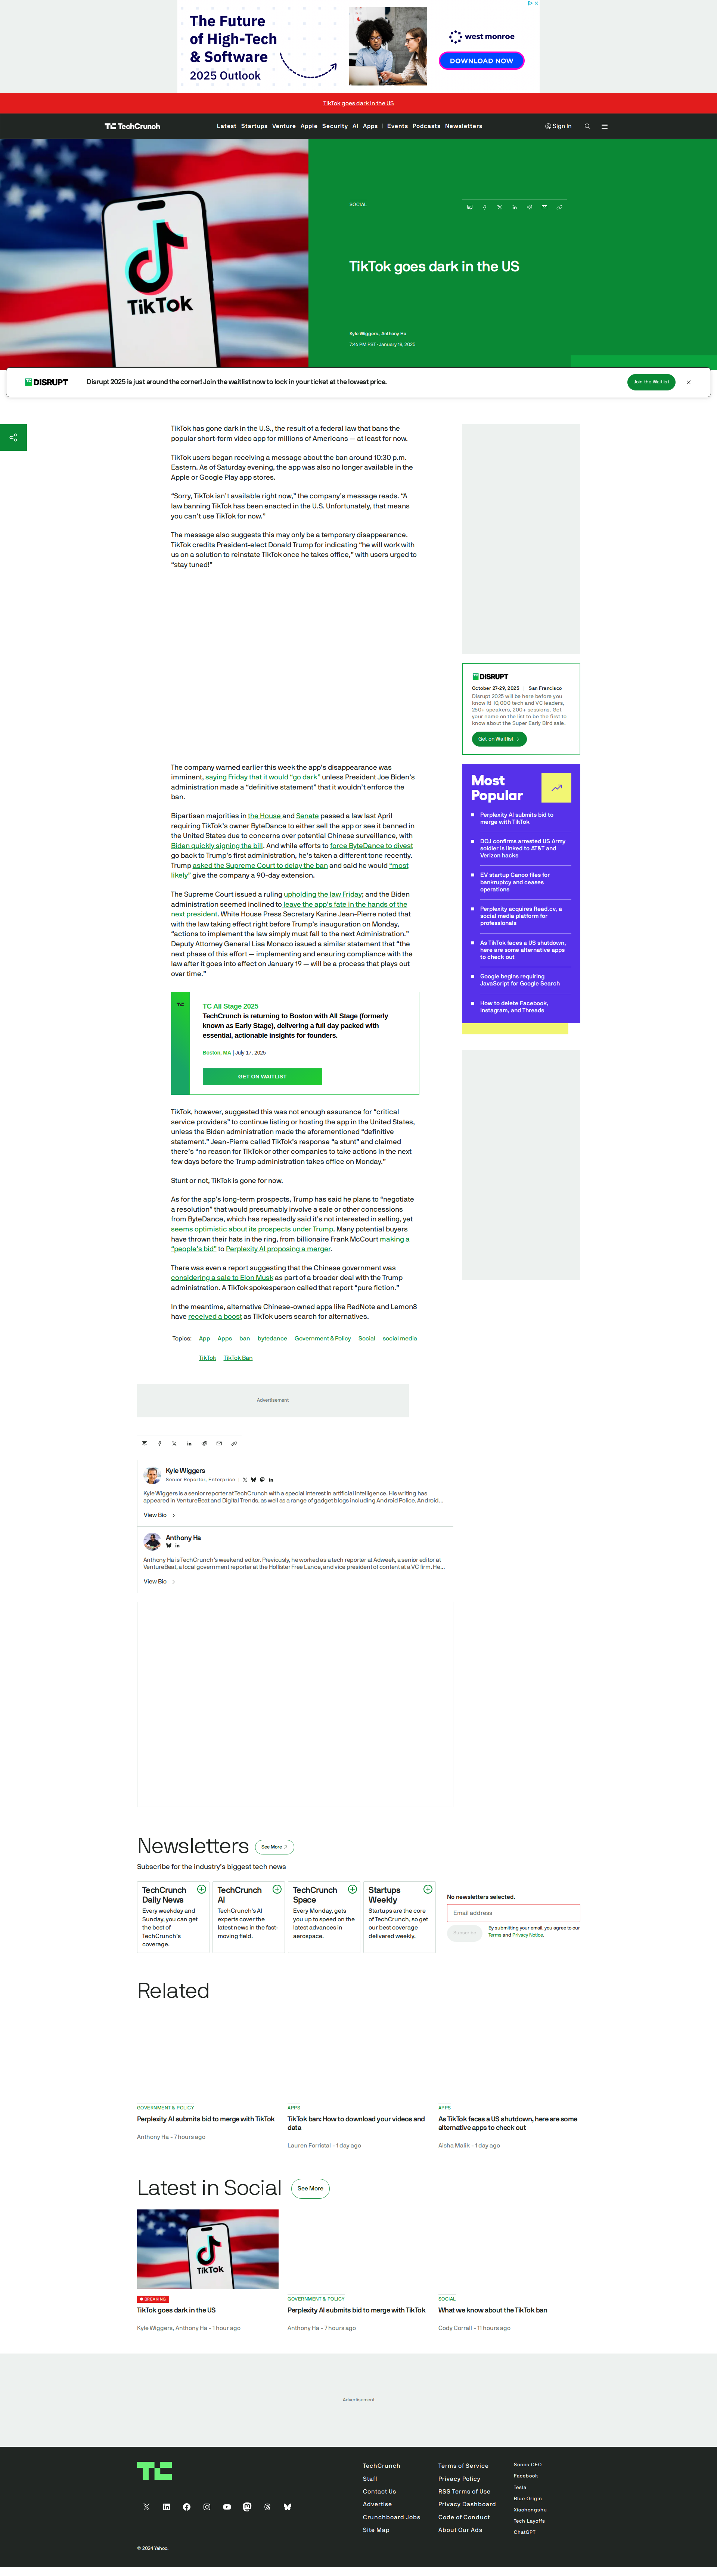 The Future
of High-Tech
& Software
2025 Outlook
west monroe
DOWNLOAD NOW
TikTok goes dark in the US
TechCrunch
Latest Startups Venture Apple Security AI Apps | Events Podcasts Newsletters
Sign In
TikTok
SOCIAL
TikTok goes dark in the US
Kyle Wiggers, Anthony Ha
7:46 PM PST · January 18, 2025
DISRUPT
Disrupt 2025 is just around the corner! Join the waitlist now to lock in your ticket at the lowest price.
Join the Waitlist
TikTok has gone dark in the U.S., the result of a federal law that bans the
popular short-form video app for millions of Americans — at least for now.
TikTok users began receiving a message about the ban around 10:30 p.m.
Eastern. As of Saturday evening, the app was also no longer available in the
Apple or Google Play app stores.
“Sorry, TikTok isn’t available right now,” the company’s message reads. “A
law banning TikTok has been enacted in the U.S. Unfortunately, that means
you can’t use TikTok for now.”
The message also suggests this may only be a temporary disappearance.
TikTok credits President-elect Donald Trump for indicating “he will work with
us on a solution to reinstate TikTok once he takes office,” with users urged to
“stay tuned!”
The company warned earlier this week the app’s disappearance was
imminent, saying Friday that it would “go dark” unless President Joe Biden’s
administration made a “definitive statement” that it wouldn’t enforce the
ban.
Bipartisan majorities in the House and Senate passed a law last April
requiring TikTok’s owner ByteDance to either sell the app or see it banned in
the United States due to concerns over potential Chinese surveillance, with
Biden quickly signing the bill. And while efforts to force ByteDance to divest
go back to Trump’s first administration, he’s taken a different tone recently.
Trump asked the Supreme Court to delay the ban and said he would “most
likely” give the company a 90-day extension.
The Supreme Court issued a ruling upholding the law Friday; and the Biden
administration seemed inclined to leave the app’s fate in the hands of the
next president. White House Press Secretary Karine Jean-Pierre noted that
with the law taking effect right before Trump’s inauguration on Monday,
“actions to implement the law simply must fall to the next Administration.”
Deputy Attorney General Lisa Monaco issued a similar statement that “the
next phase of this effort — implementing and ensuring compliance with the
law after it goes into effect on January 19 — will be a process that plays out
over time.”
TC All Stage 2025
TechCrunch is returning to Boston with All Stage (formerly
known as Early Stage), delivering a full day packed with
essential, actionable insights for founders.
Boston, MA | July 17, 2025
GET ON WAITLIST
TikTok, however, suggested this was not enough assurance for “critical
service providers” to continue listing or hosting the app in the United States,
unless the Biden administration made the aforementioned “definitive
statement.” Jean-Pierre called TikTok’s response “a stunt” and claimed
there’s “no reason for TikTok or other companies to take actions in the next
few days before the Trump administration takes office on Monday.”
Stunt or not, TikTok is gone for now.
As for the app’s long-term prospects, Trump has said he plans to “negotiate
a resolution” that would presumably involve a sale or other concessions
from ByteDance, which has repeatedly said it’s not interested in selling, yet
seems optimistic about its prospects under Trump. Many potential buyers
have thrown their hats in the ring, from billionaire Frank McCourt making a
“people’s bid” to Perplexity AI proposing a merger.
There was even a report suggesting that the Chinese government was
considering a sale to Elon Musk as part of a broader deal with the Trump
administration. A TikTok spokesperson called that report “pure fiction.”
In the meantime, alternative Chinese-owned apps like RedNote and Lemon8
have received a boost as TikTok users search for alternatives.
Topics: App Apps ban bytedance Government & Policy Social social media
TikTok TikTok Ban
DISRUPT
October 27-29, 2025 | San Francisco
Disrupt 2025 will be here before you
know it! 10,000 tech and VC leaders,
250+ speakers, 200+ sessions. Get
your name on the list to be the first to
know about the Super Early Bird sale.
Get on Waitlist
Most
Popular
Perplexity AI submits bid to
merge with TikTok
DOJ confirms arrested US Army
soldier is linked to AT&T and
Verizon hacks
EV startup Canoo files for
bankruptcy and ceases
operations
Perplexity acquires Read.cv, a
social media platform for
professionals
As TikTok faces a US shutdown,
here are some alternative apps
to check out
Google begins requiring
JavaScript for Google Search
How to delete Facebook,
Instagram, and Threads
Advertisement
Kyle Wiggers
Senior Reporter, Enterprise
Kyle Wiggers is a senior reporter at TechCrunch with a special interest in artificial intelligence. His writing has
appeared in VentureBeat and Digital Trends, as well as a range of gadget blogs including Android Police, Android...
View Bio
Anthony Ha
Anthony Ha is TechCrunch’s weekend editor. Previously, he worked as a tech reporter at Adweek, a senior editor at
VentureBeat, a local government reporter at the Hollister Free Lance, and vice president of content at a VC firm. He...
View Bio
Newsletters
See More
Subscribe for the industry’s biggest tech news
TechCrunch
Daily News
Every weekday and
Sunday, you can get
the best of
TechCrunch’s
coverage.
TechCrunch
AI
TechCrunch’s AI
experts cover the
latest news in the fast-
moving field.
TechCrunch
Space
Every Monday, gets
you up to speed on the
latest advances in
aerospace.
Startups
Weekly
Startups are the core
of TechCrunch, so get
our best coverage
delivered weekly.
No newsletters selected.
Email address
Subscribe
By submitting your email, you agree to our
Terms and Privacy Notice.
Related
GOVERNMENT & POLICY
Perplexity AI submits bid to merge with TikTok
Anthony Ha - 7 hours ago
APPS
TikTok ban: How to download your videos and
data
Lauren Forristal - 1 day ago
APPS
As TikTok faces a US shutdown, here are some
alternative apps to check out
Aisha Malik - 1 day ago
Latest in Social
See More
TikTok
BREAKING
TikTok goes dark in the US
Kyle Wiggers, Anthony Ha - 1 hour ago
GOVERNMENT & POLICY
Perplexity AI submits bid to merge with TikTok
Anthony Ha - 7 hours ago
SOCIAL
What we know about the TikTok ban
Cody Corrall - 11 hours ago
Advertisement
TechCrunch
Staff
Contact Us
Advertise
Crunchboard Jobs
Site Map
Terms of Service
Privacy Policy
RSS Terms of Use
Privacy Dashboard
Code of Conduct
About Our Ads
Sonos CEO
Facebook
Tesla
Blue Origin
Xiaohongshu
Tech Layoffs
ChatGPT
© 2024 Yahoo.